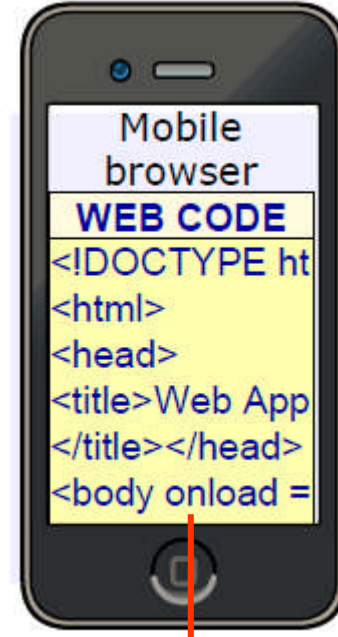 Mobile
browser
WEB CODE
<!DOCTYPE ht
<html>
<head>
<title>Web App
</title></head>
<body onload =